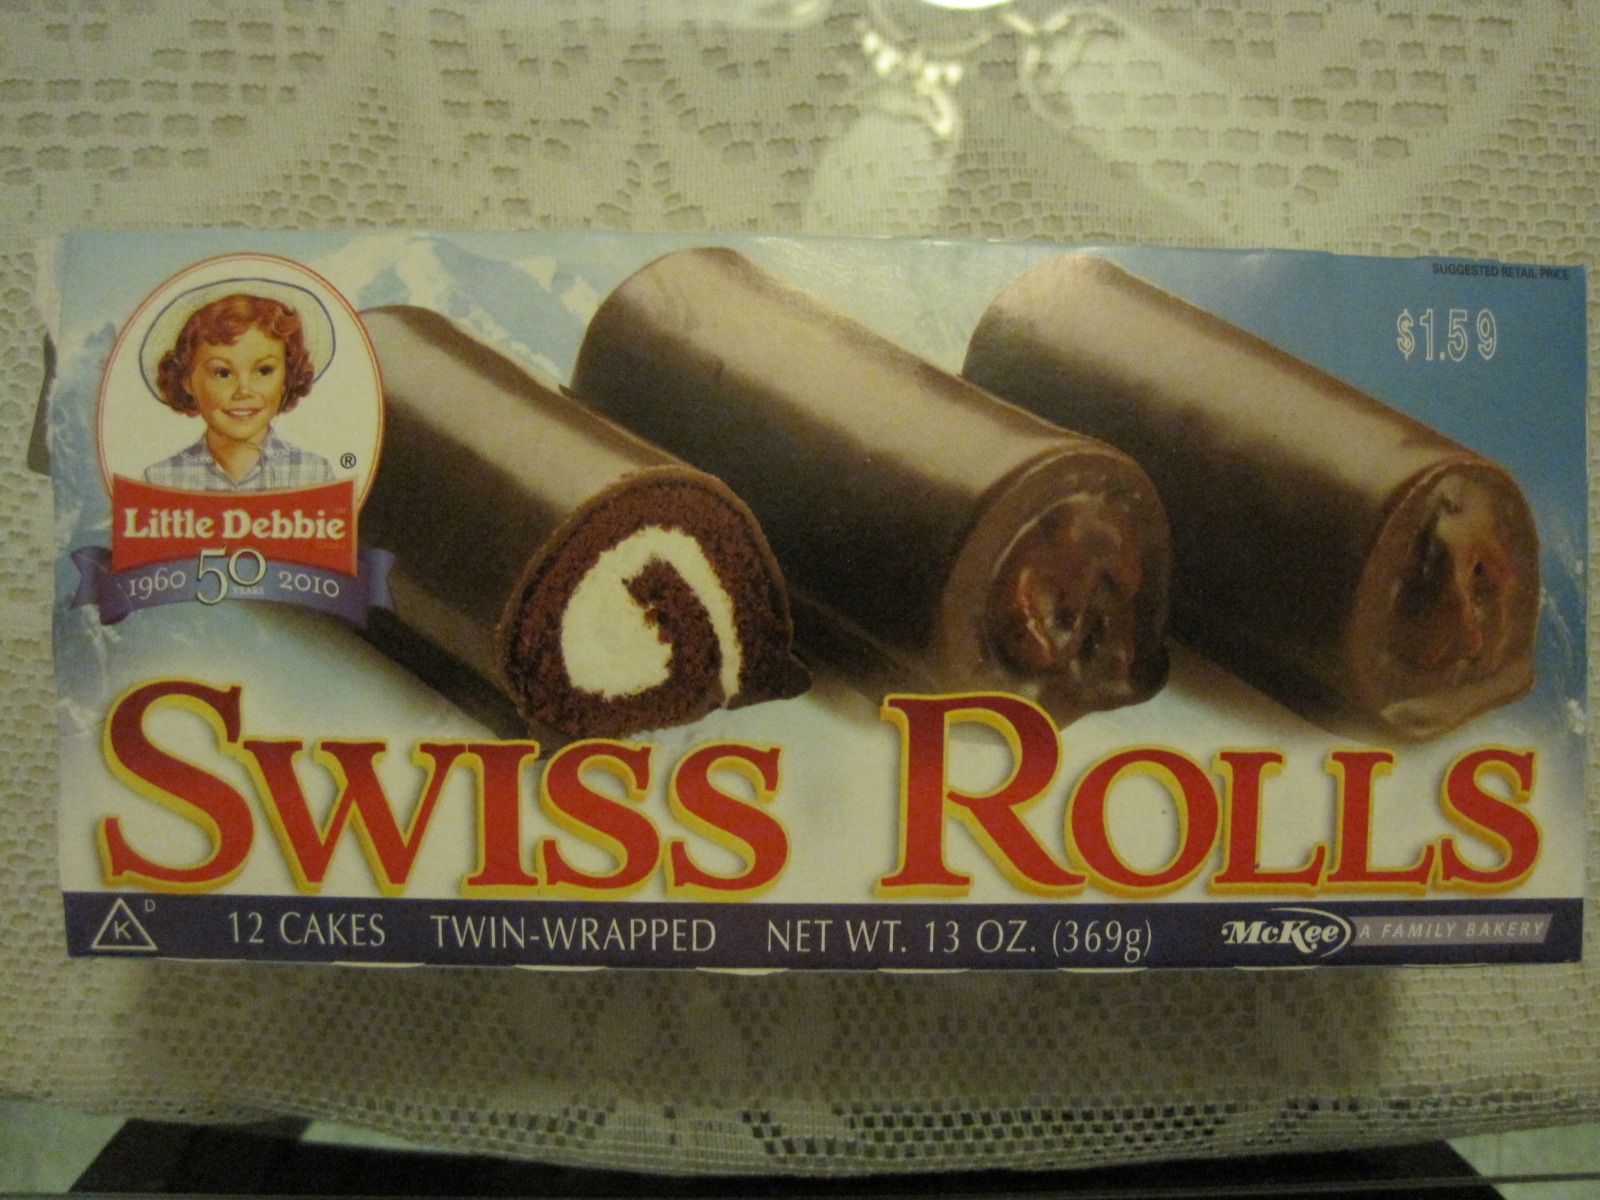 SUGGESTED RETAIL PRICE
$1.59
®
Little Debbie
1960 50 YEARS 2010
SWISS ROLLS
K D
12 CAKES TWIN-WRAPPED NET WT. 13 OZ. (369g) McKee A FAMILY BAKERY